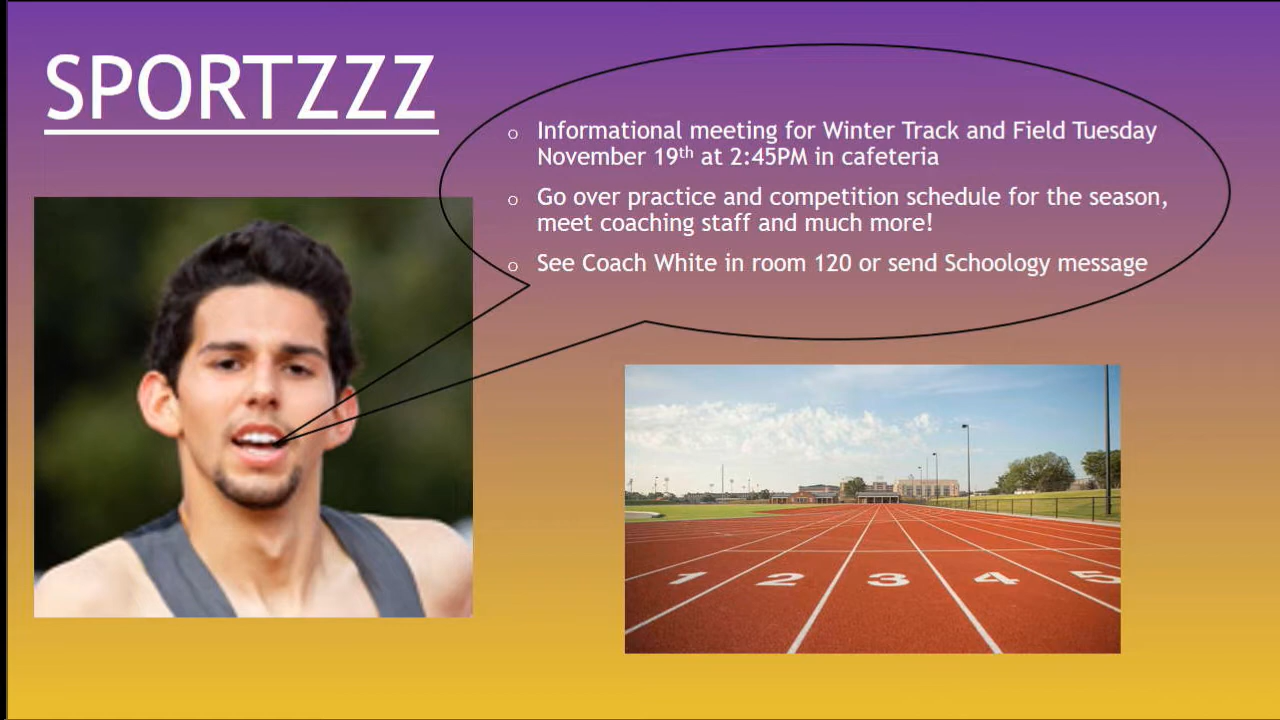 SPORTZZZ
○ Informational meeting for Winter Track and Field Tuesday
November 19th at 2:45PM in cafeteria
○ Go over practice and competition schedule for the season,
meet coaching staff and much more!
○ See Coach White in room 120 or send Schoology message
1 2 3 4 5